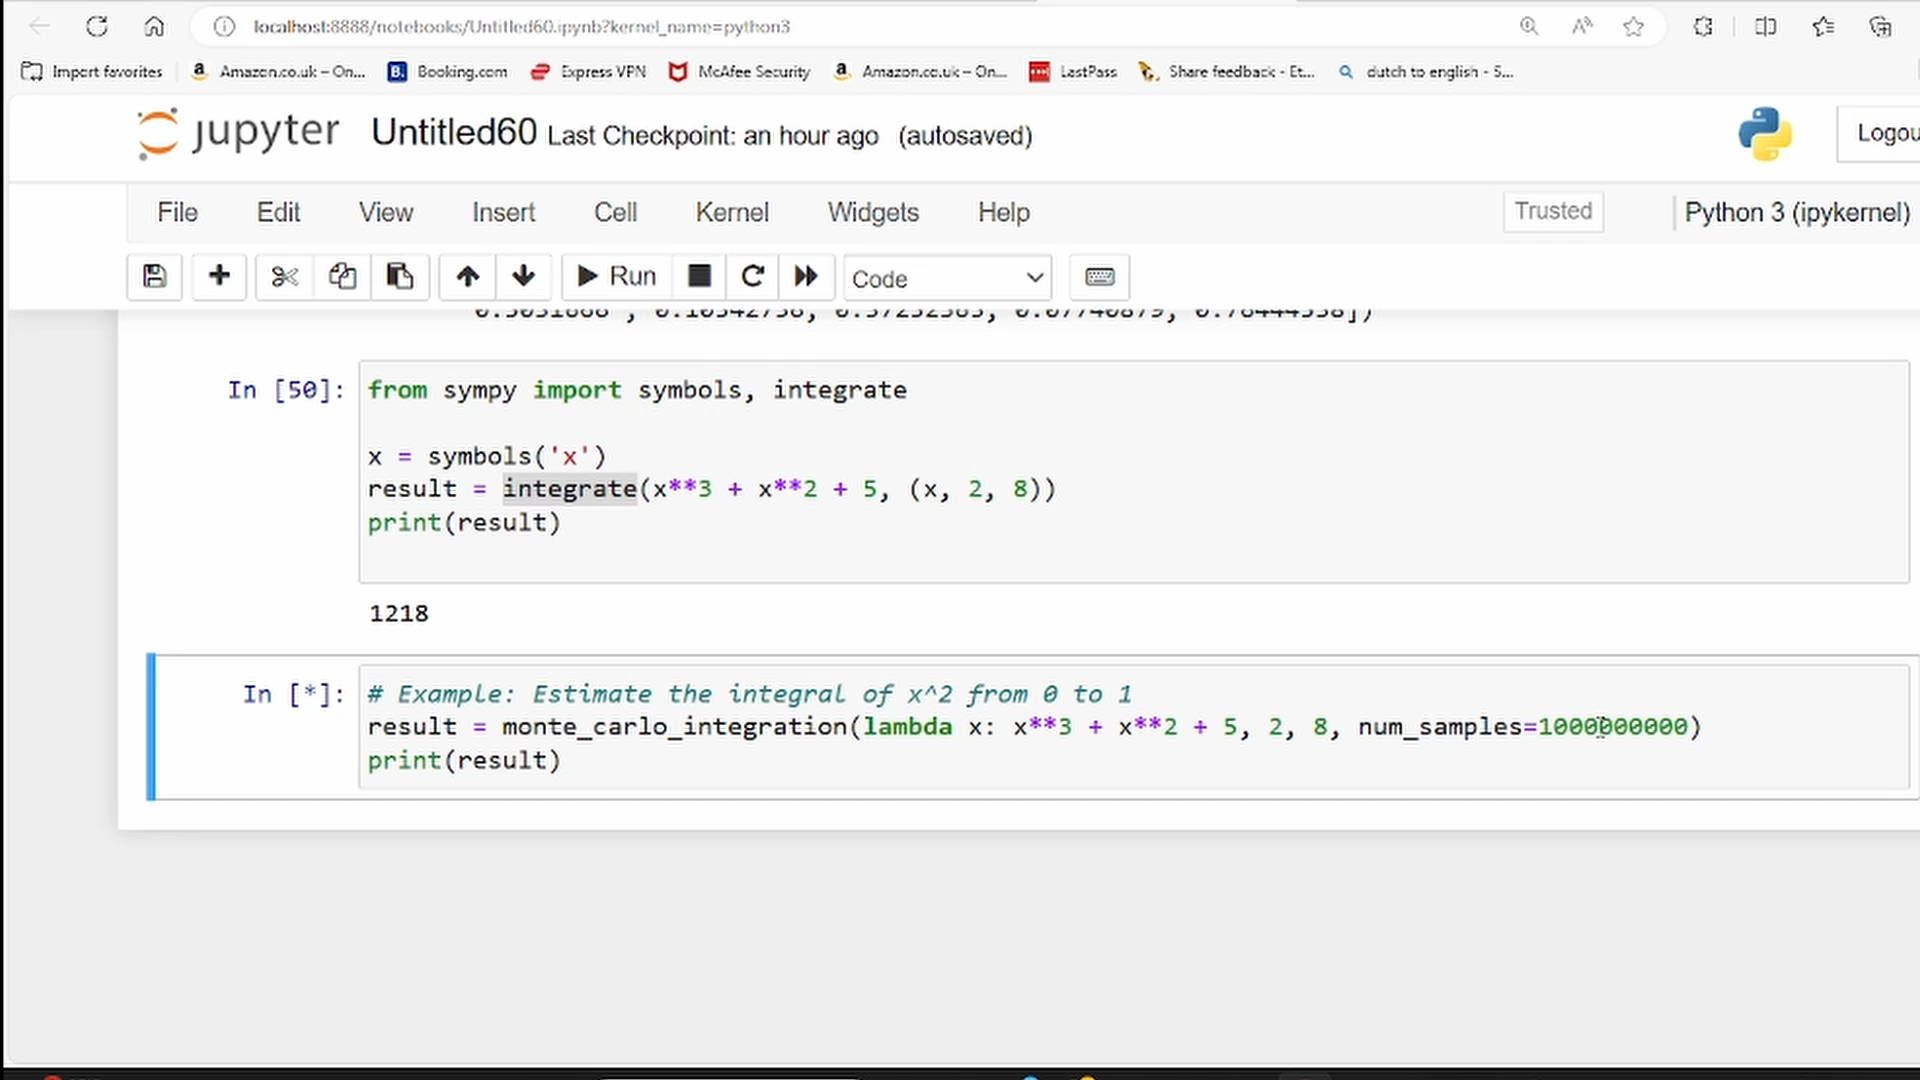 localhost:8888/notebooks/Untitled60.ipynb?kernel_name=python3
Import favorites Amazon.co.uk – On... Booking.com Express VPN McAfee Security Amazon.co.uk – On... LastPass Share feedback - Et... dutch to english - S...
jupyter Untitled60 Last Checkpoint: an hour ago (autosaved) Logou
File Edit View Insert Cell Kernel Widgets Help Trusted Python 3 (ipykernel)
Run Code
In [50]: from sympy import symbols, integrate
x = symbols('x')
result = integrate(x**3 + x**2 + 5, (x, 2, 8))
print(result)
1218
In [*]: # Example: Estimate the integral of x^2 from 0 to 1
result = monte_carlo_integration(lambda x: x**3 + x**2 + 5, 2, 8, num_samples=1000000000)
print(result)